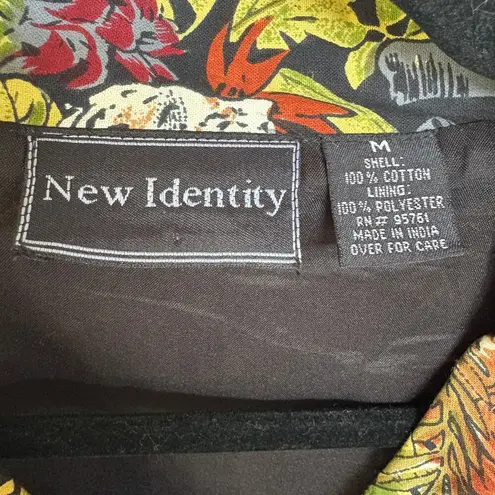 New Identity
M
SHELL:
100% COTTON
LINING:
100% POLYESTER
RN# 95761
MADE IN INDIA
OVER FOR CARE